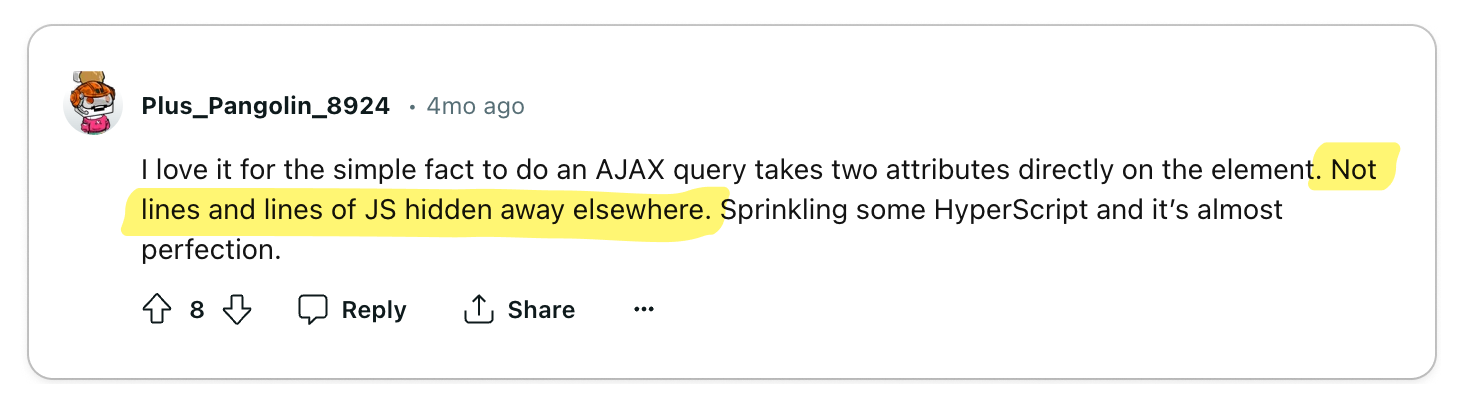 Plus_Pangolin_8924 • 4mo ago
I love it for the simple fact to do an AJAX query takes two attributes directly on the element. Not
lines and lines of JS hidden away elsewhere. Sprinkling some HyperScript and it’s almost
perfection.
8 Reply Share ···